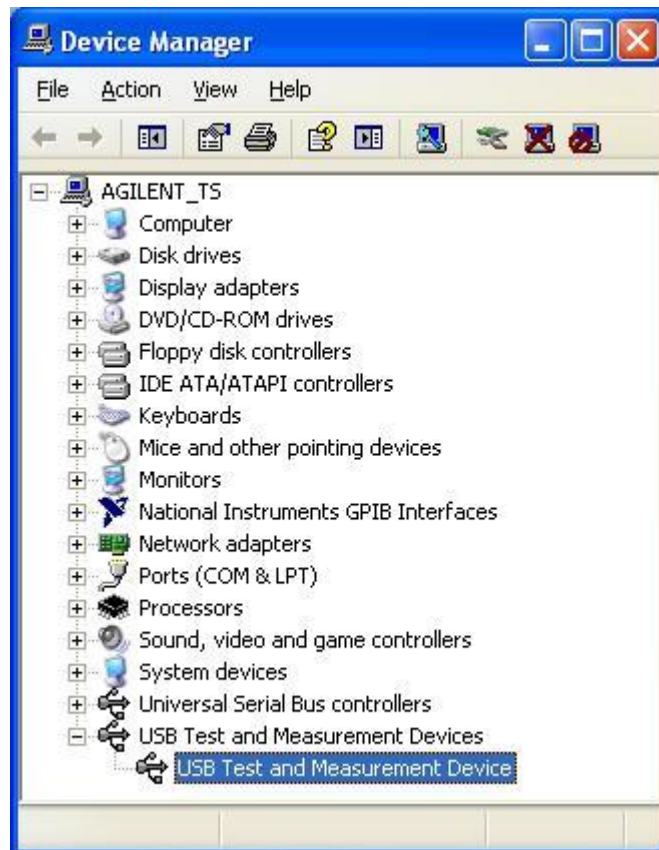 Device Manager
File Action View Help
AGILENT_TS
Computer
Disk drives
Display adapters
DVD/CD-ROM drives
Floppy disk controllers
IDE ATA/ATAPI controllers
Keyboards
Mice and other pointing devices
Monitors
National Instruments GPIB Interfaces
Network adapters
Ports (COM & LPT)
Processors
Sound, video and game controllers
System devices
Universal Serial Bus controllers
USB Test and Measurement Devices
USB Test and Measurement Device